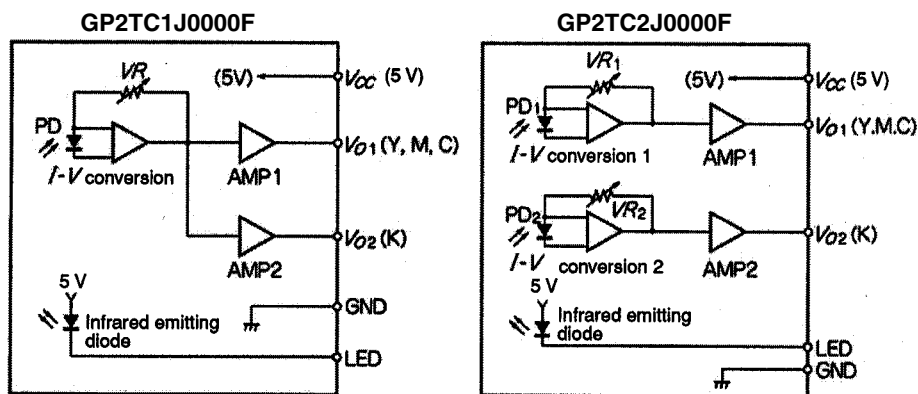 GP2TC1J0000F
VR
(5V)
VCC (5 V)
PD
VO1 (Y, M, C)
I-V conversion
AMP1
VO2 (K)
AMP2
5 V
GND
Infrared emitting
diode
LED
GP2TC2J0000F
VR1
(5V)
VCC (5 V)
PD1
VO1 (Y.M.C)
I-V conversion 1
AMP1
PD2
VR2
VO2 (K)
I-V conversion 2
AMP2
5 V
Infrared emitting
diode
LED
GND